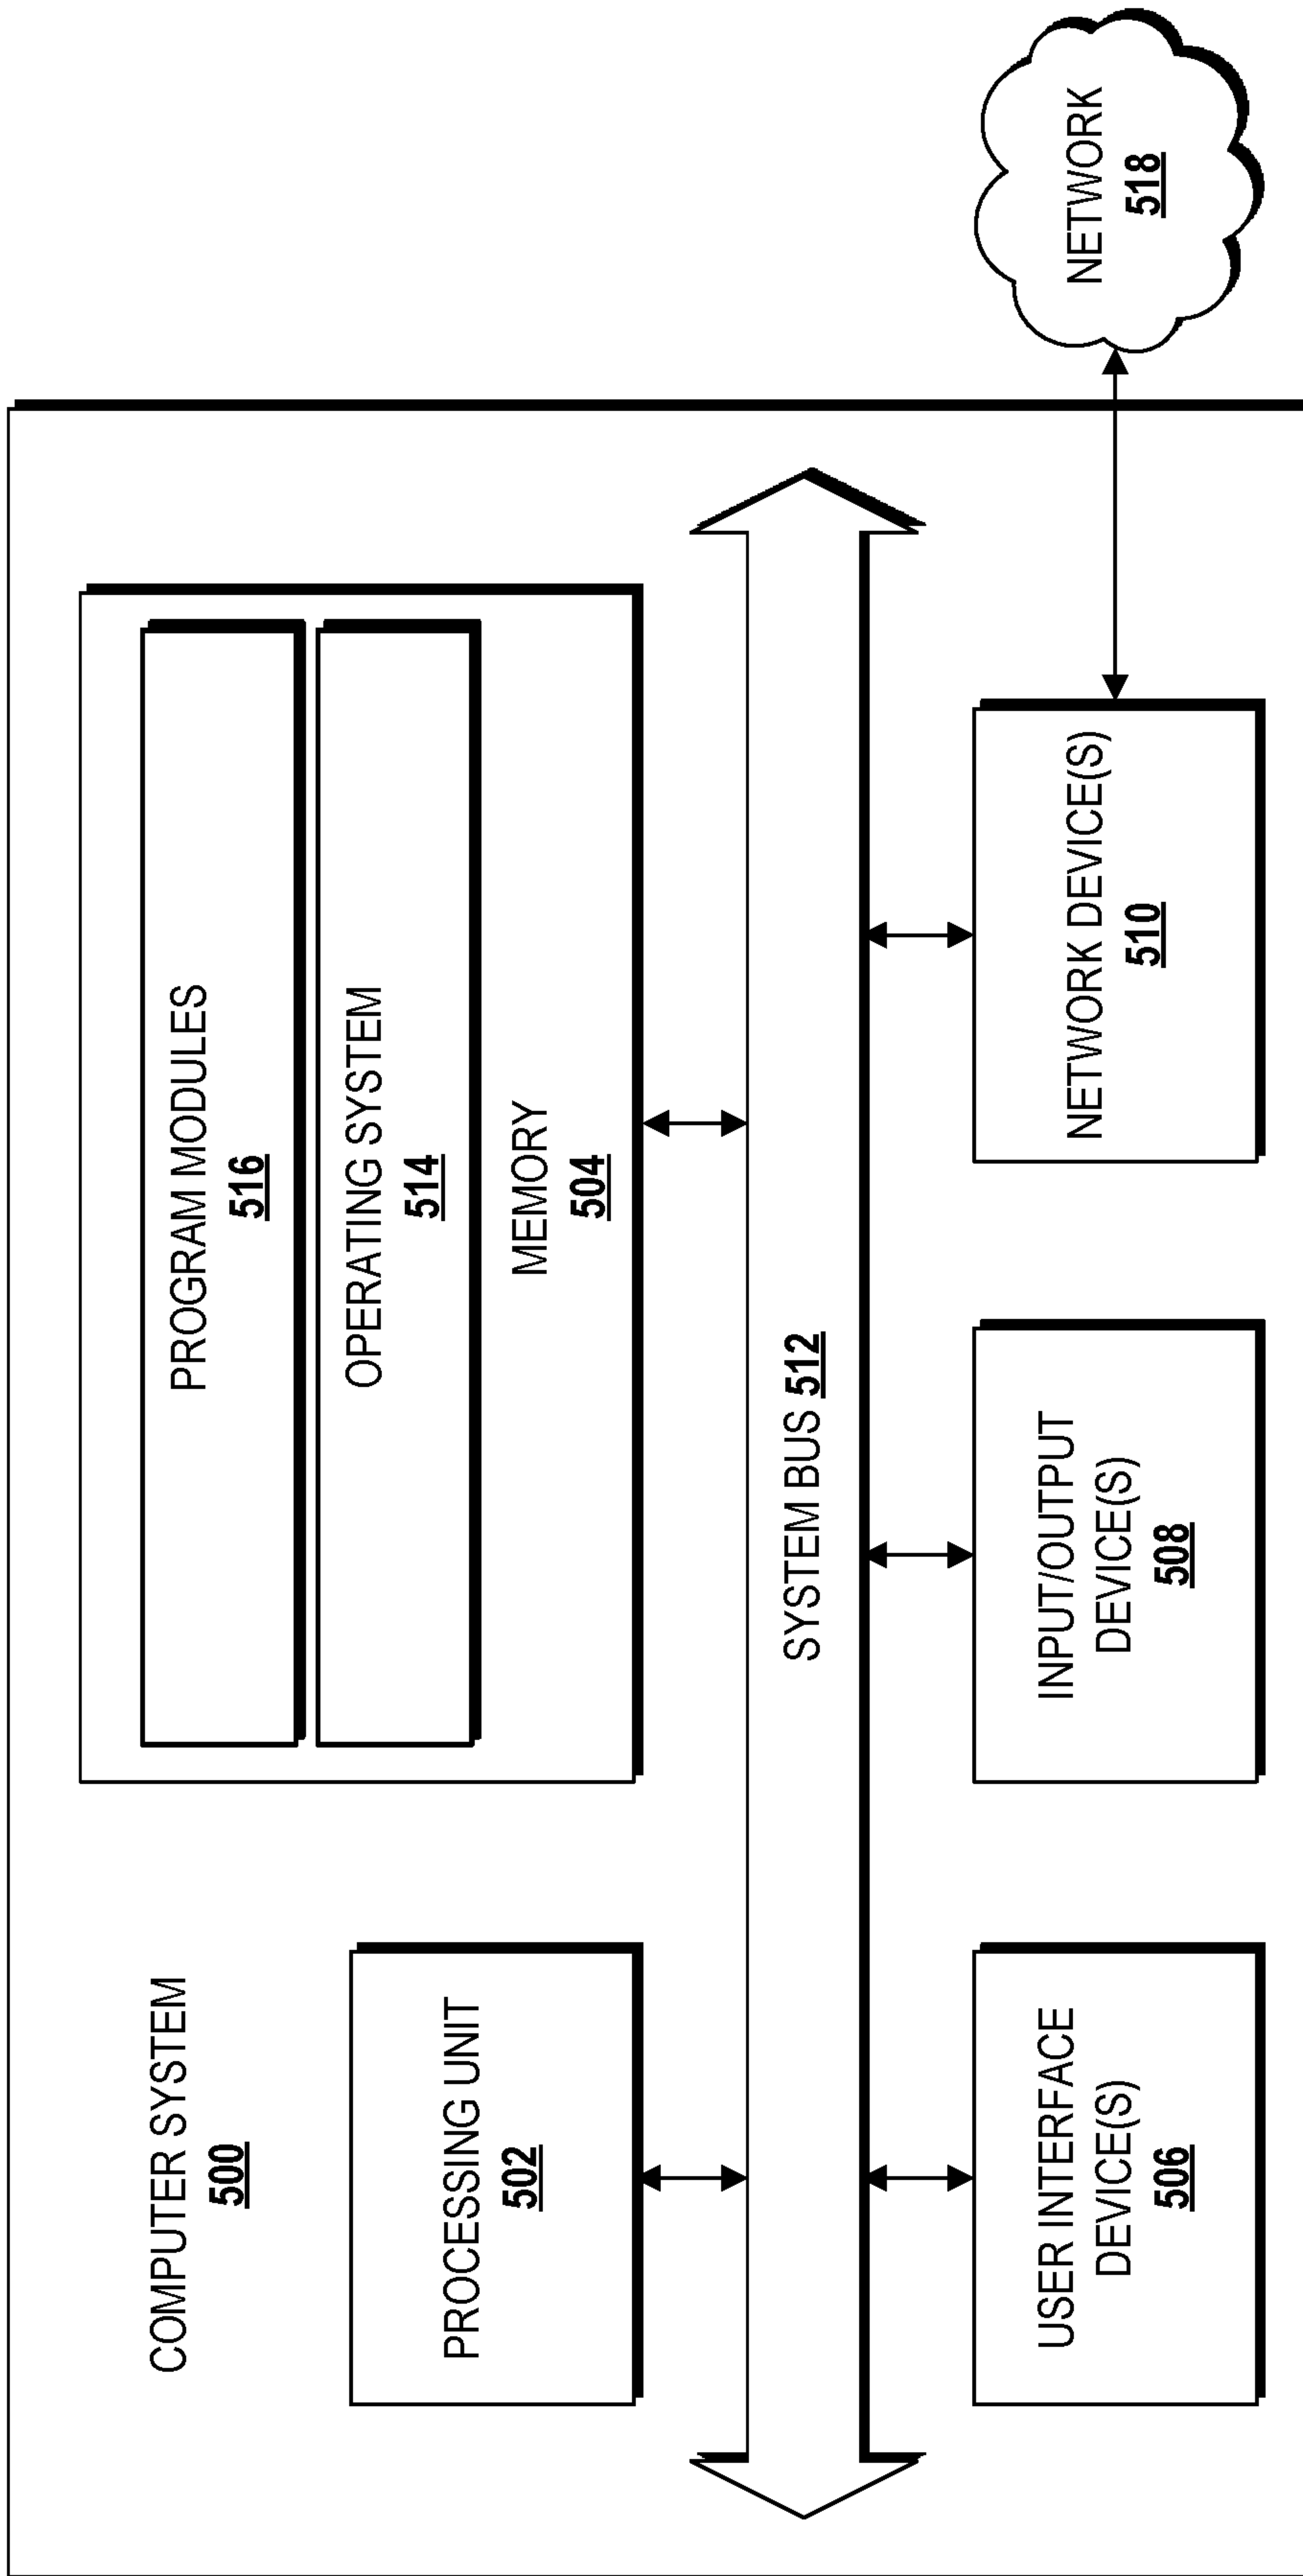 COMPUTER SYSTEM
500
PROCESSING UNIT
502
PROGRAM MODULES
516
OPERATING SYSTEM
514
MEMORY
504
SYSTEM BUS 512
USER INTERFACE
DEVICE(S)
506
INPUT/OUTPUT
DEVICE(S)
508
NETWORK DEVICE(S)
510
NETWORK
518